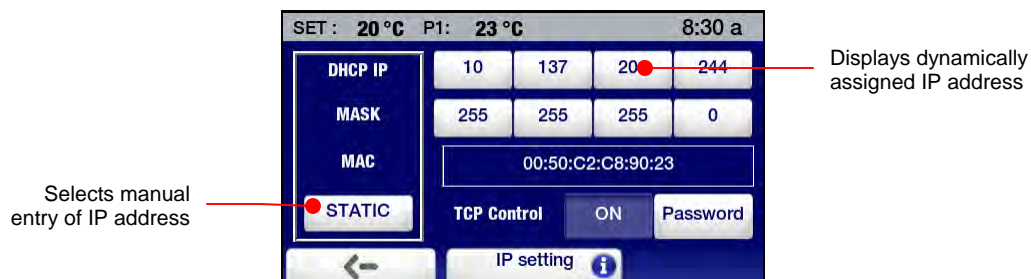 SET : 20 °C P1: 23 °C 8:30 a
DHCP IP 10 137 20 244
Displays dynamically
assigned IP address
MASK 255 255 255 0
MAC 00:50:C2:C8:90:23
Selects manual
entry of IP address
STATIC TCP Control ON Password
<- IP setting i